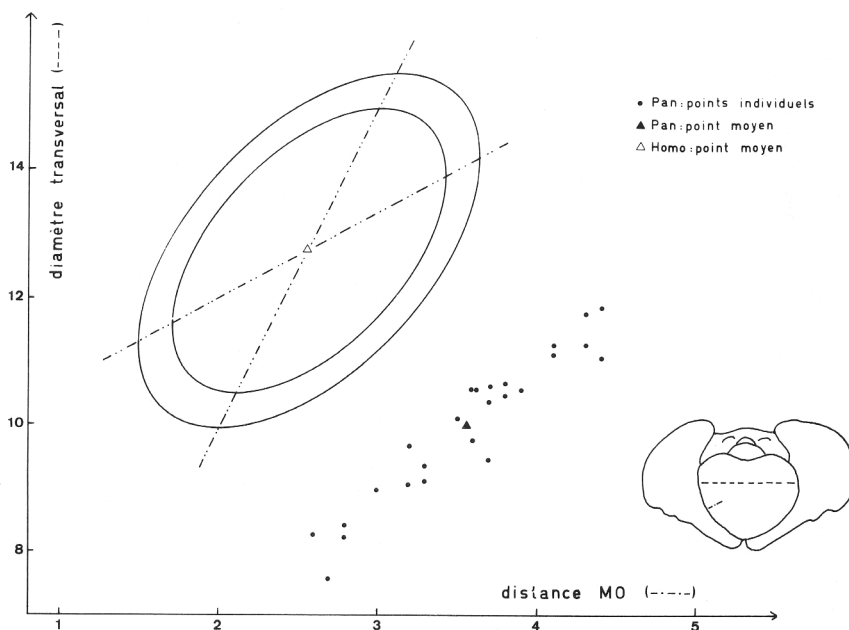 diamètre transversal (----)
14
12
10
8
• Pan: points individuels
▲ Pan: point moyen
△ Homo: point moyen
distance MO (-·-·-)
1 2 3 4 5